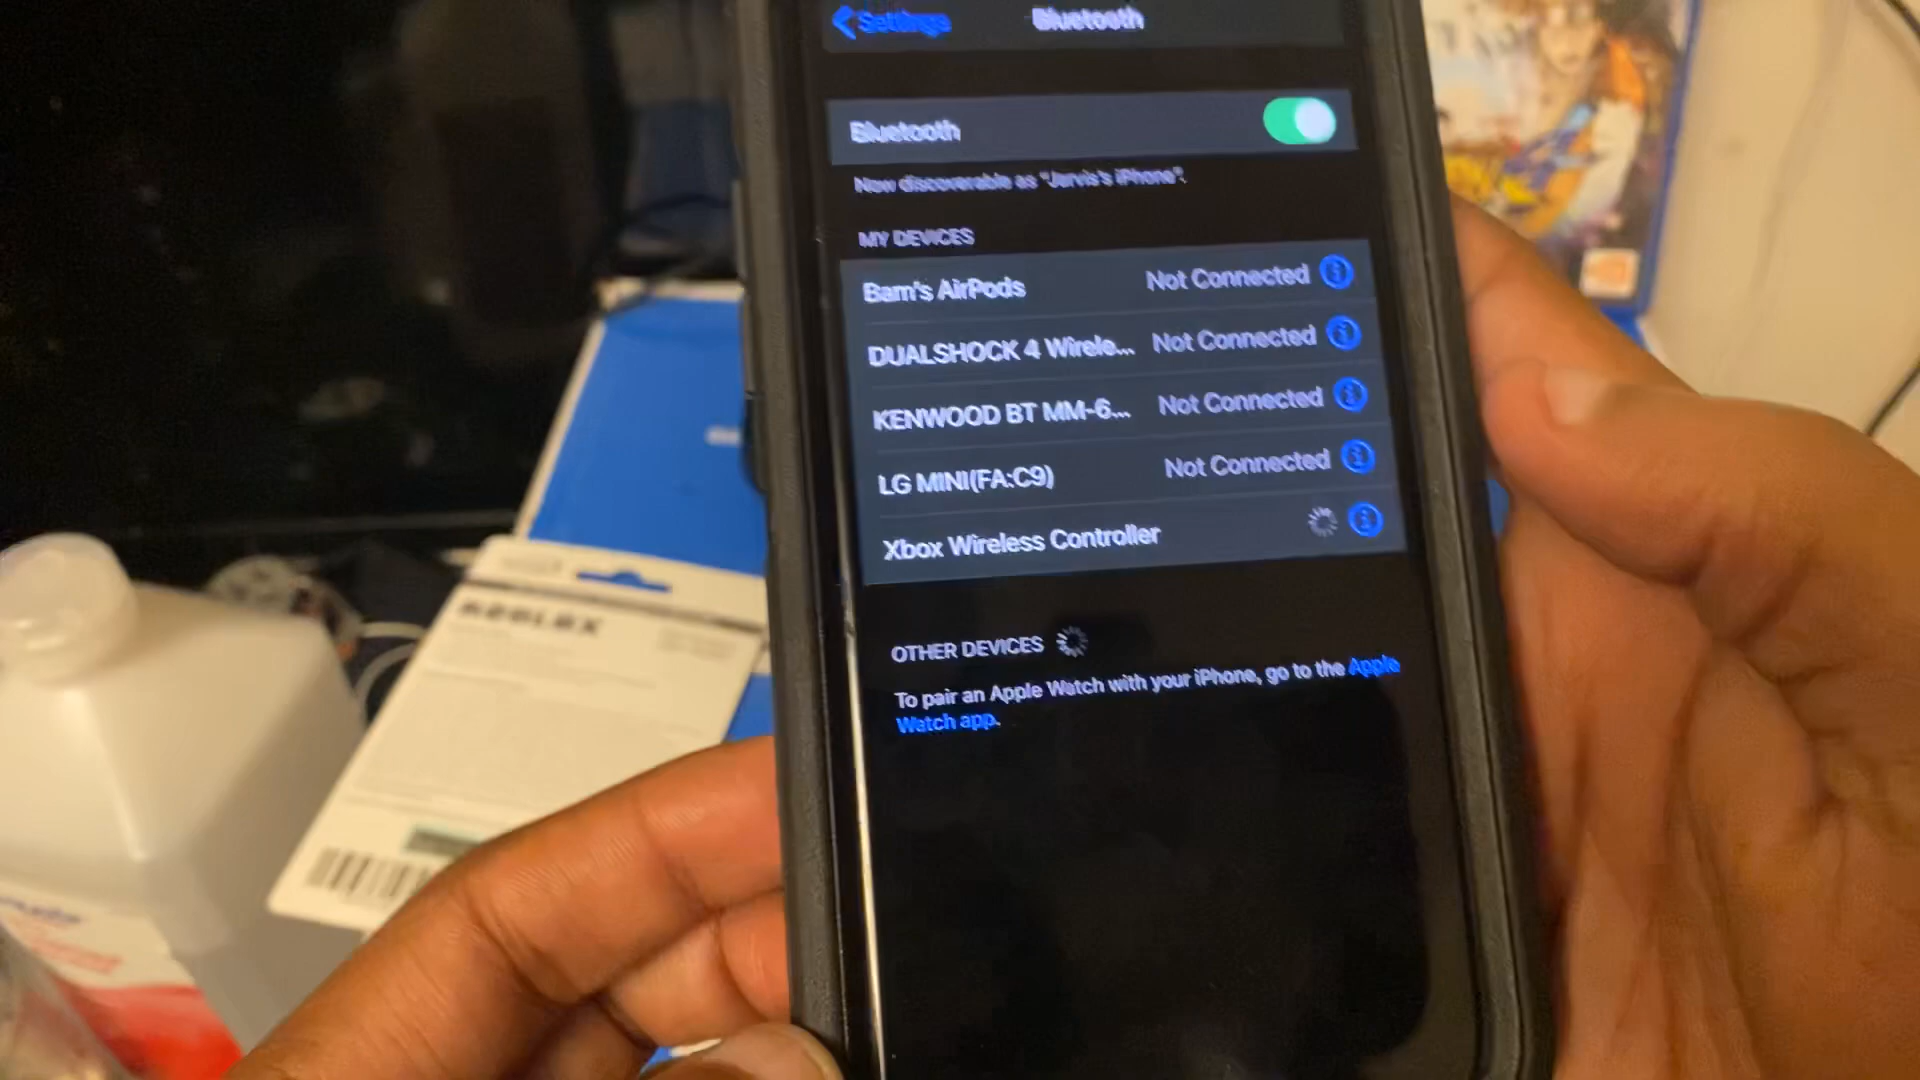 Settings
Bluetooth
Bluetooth
Now discoverable as "Jarvis's iPhone".
MY DEVICES
Bam's AirPods Not Connected
DUALSHOCK 4 Wirele... Not Connected
KENWOOD BT MM-6... Not Connected
LG MINI(FA:C9) Not Connected
Xbox Wireless Controller
OTHER DEVICES
To pair an Apple Watch with your iPhone, go to the Apple
Watch app.
ROBLOX